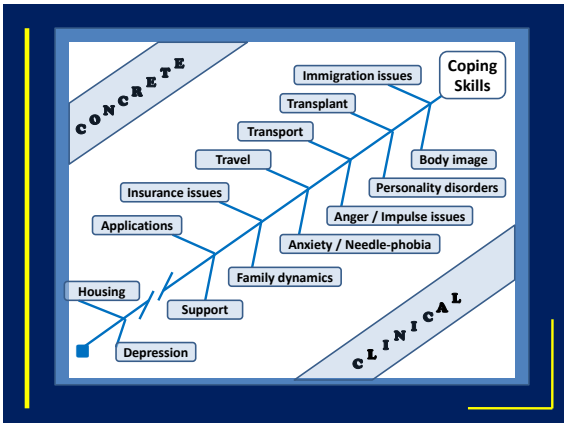 CONCRETE
Coping
Skills
Immigration issues
Transplant
Transport
Travel
Insurance issues
Applications
Housing
Body image
Personality disorders
Anger / Impulse issues
Anxiety / Needle-phobia
Family dynamics
Support
Depression
CLINICAL